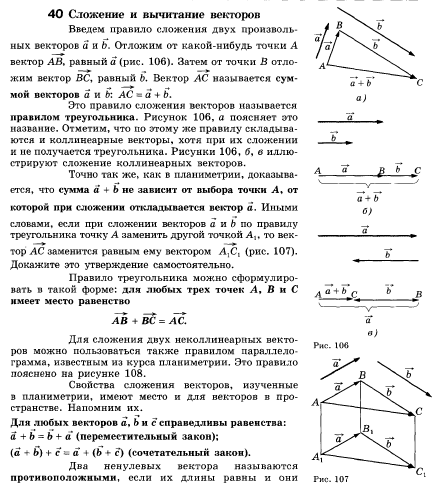 40 Сложение и вычитание векторов
Введем правило сложения двух произволь-
ных векторов a⃗ и b⃗. Отложим от какой-нибудь точки A
вектор AB⃗, равный a⃗ (рис. 106). Затем от точки B отло-
жим вектор BC⃗, равный b⃗. Вектор AC⃗ называется сум-
мой векторов a⃗ и b⃗: AC⃗ = a⃗ + b⃗.
Это правило сложения векторов называется
правилом треугольника. Рисунок 106, а поясняет это
название. Отметим, что по этому же правилу складыва-
ются и коллинеарные векторы, хотя при их сложении
и не получается треугольника. Рисунки 106, б, в иллю-
стрируют сложение коллинеарных векторов.
Точно так же, как в планиметрии, доказыва-
ется, что сумма a⃗ + b⃗ не зависит от выбора точки A, от
которой при сложении откладывается вектор a⃗. Иными
словами, если при сложении векторов a⃗ и b⃗ по правилу
треугольника точку A заменить другой точкой A₁, то век-
тор AC⃗ заменится равным ему вектором A₁C₁⃗ (рис. 107).
Докажите это утверждение самостоятельно.
Правило треугольника можно сформулиро-
вать в такой форме: для любых трех точек A, B и C
имеет место равенство
AB⃗ + BC⃗ = AC⃗.
Для сложения двух неколлинеарных векто-
ров можно пользоваться также правилом параллело-
грамма, известным из курса планиметрии. Это правило
пояснено на рисунке 108.
Свойства сложения векторов, изученные
в планиметрии, имеют место и для векторов в про-
странстве. Напомним их.
Для любых векторов a⃗, b⃗ и c⃗ справедливы равенства:
a⃗ + b⃗ = b⃗ + a⃗ (переместительный закон);
(a⃗ + b⃗) + c⃗ = a⃗ + (b⃗ + c⃗) (сочетательный закон).
Два ненулевых вектора называются
противоположными, если их длины равны и они
a⃗ B b⃗
a⃗ b⃗
A C
a⃗ + b⃗
а)
a⃗
b⃗
A a⃗ B b⃗ C
a⃗ + b⃗
б)
a⃗
b⃗
A a⃗ + b⃗ C b⃗ B
a⃗
в)
Рис. 106
a⃗ B b⃗
a⃗ b⃗
A C
B₁
a⃗ b⃗
A₁ C₁
Рис. 107